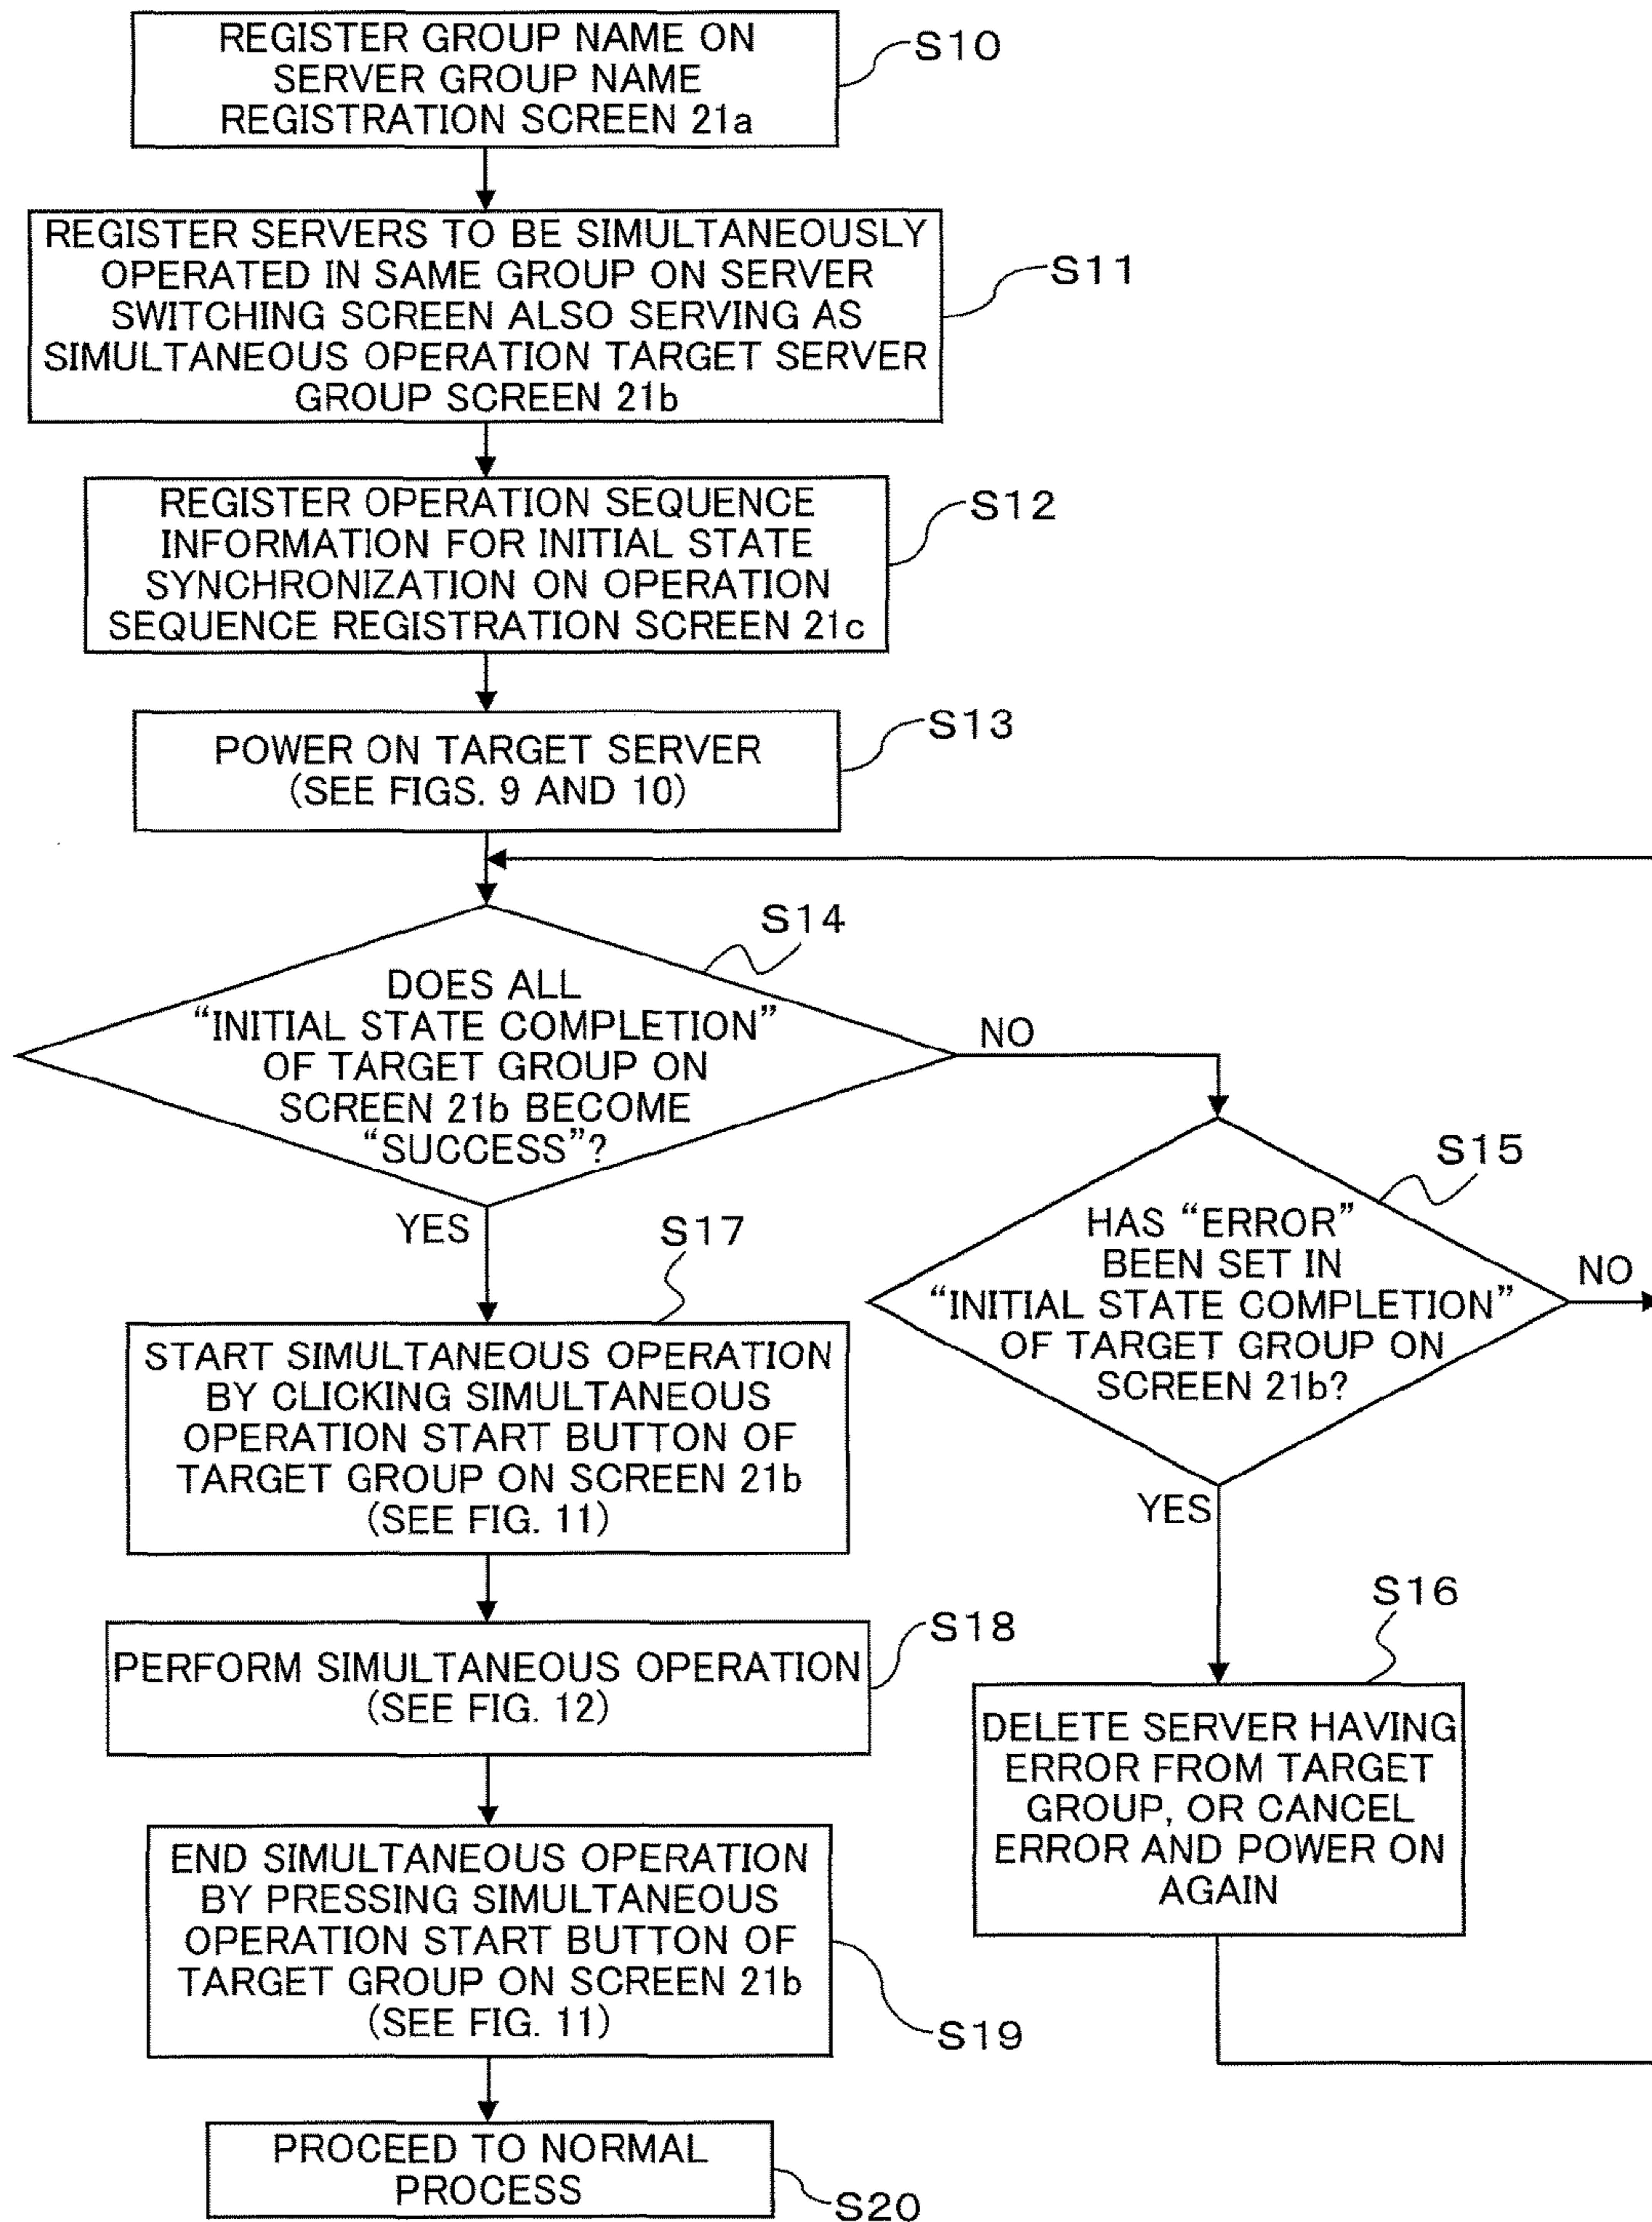 REGISTER GROUP NAME ON
SERVER GROUP NAME
REGISTRATION SCREEN 21a
S10
REGISTER SERVERS TO BE SIMULTANEOUSLY
OPERATED IN SAME GROUP ON SERVER
SWITCHING SCREEN ALSO SERVING AS
SIMULTANEOUS OPERATION TARGET SERVER
GROUP SCREEN 21b
S11
REGISTER OPERATION SEQUENCE
INFORMATION FOR INITIAL STATE
SYNCHRONIZATION ON OPERATION
SEQUENCE REGISTRATION SCREEN 21c
S12
POWER ON TARGET SERVER
(SEE FIGS. 9 AND 10)
S13
S14
DOES ALL
“INITIAL STATE COMPLETION”
OF TARGET GROUP ON
SCREEN 21b BECOME
“SUCCESS”?
NO
YES
S15
HAS “ERROR”
BEEN SET IN
“INITIAL STATE COMPLETION”
OF TARGET GROUP ON
SCREEN 21b?
NO
YES
S16
DELETE SERVER HAVING
ERROR FROM TARGET
GROUP, OR CANCEL
ERROR AND POWER ON
AGAIN
S17
START SIMULTANEOUS OPERATION
BY CLICKING SIMULTANEOUS
OPERATION START BUTTON OF
TARGET GROUP ON SCREEN 21b
(SEE FIG. 11)
S18
PERFORM SIMULTANEOUS OPERATION
(SEE FIG. 12)
END SIMULTANEOUS OPERATION
BY PRESSING SIMULTANEOUS
OPERATION START BUTTON OF
TARGET GROUP ON SCREEN 21b
(SEE FIG. 11)
S19
PROCEED TO NORMAL
PROCESS
S20